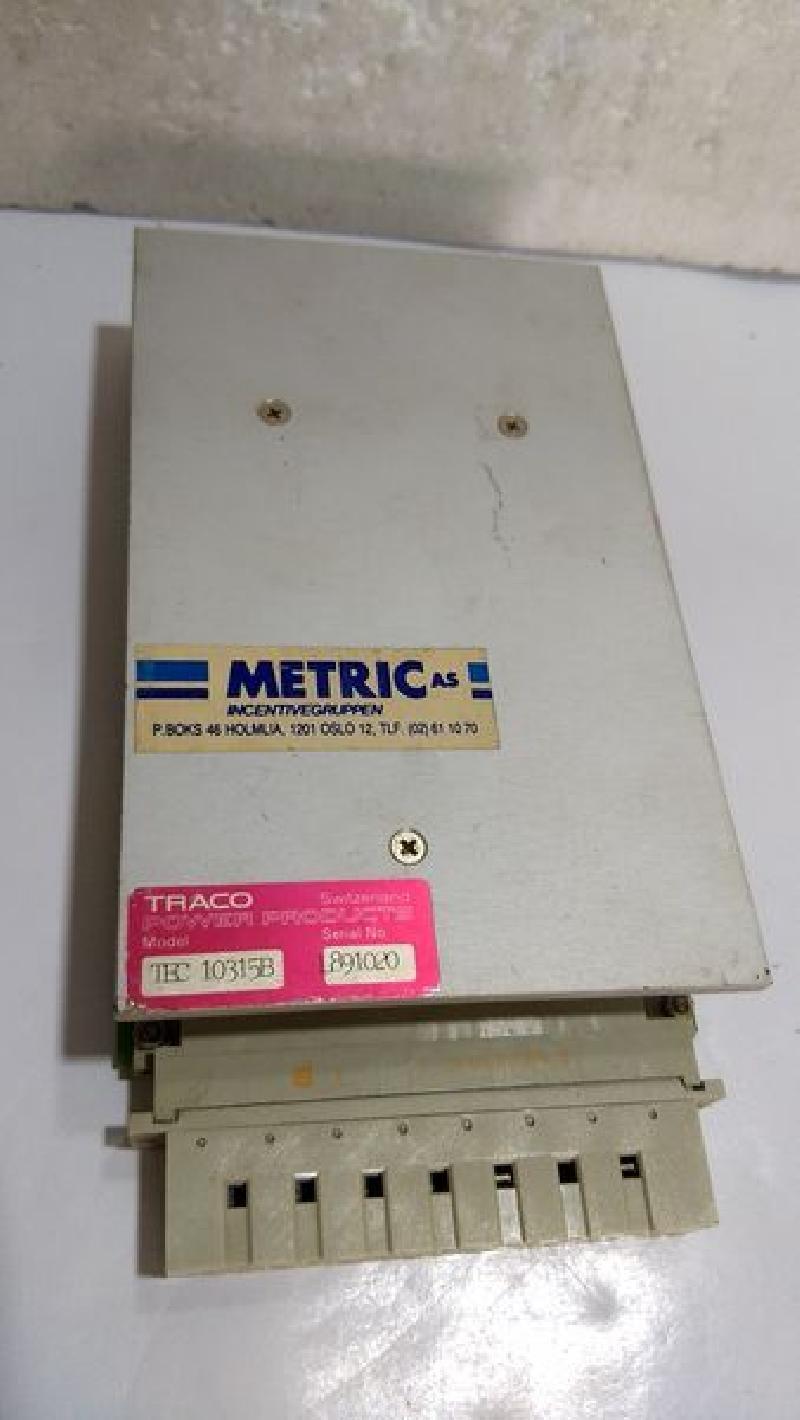 METRIC AS
INCENTIVEGRUPPEN
P.BOKS 46 HOLMLIA, 1201 OSLO 12, TLF. (02) 61 10 70
TRACO Switzerland
POWER PRODUCTS
Model Serial No
TEC 10315B L891020